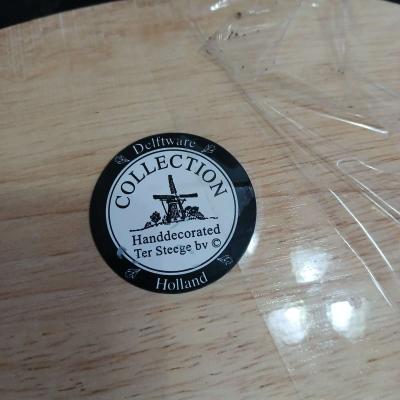 Delftware
COLLECTION
Handdecorated
Ter Steege bv ©
Holland